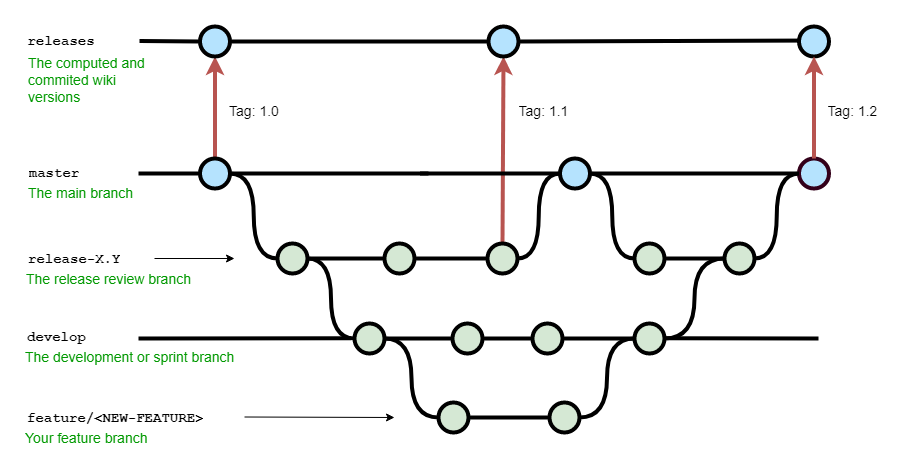 releases
The computed and
commited wiki
versions
Tag: 1.0
Tag: 1.1
Tag: 1.2
master
The main branch
release-X.Y
The release review branch
develop
The development or sprint branch
feature/<NEW-FEATURE>
Your feature branch